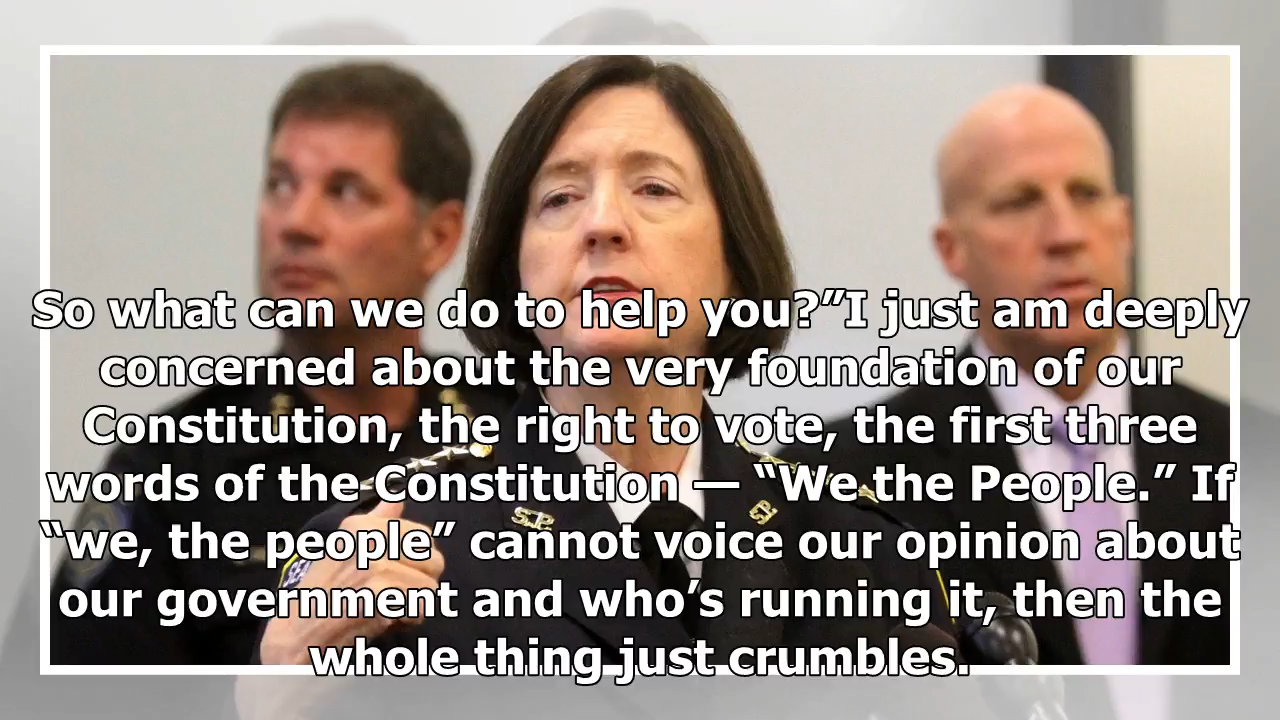 So what can we do to help you?”I just am deeply
concerned about the very foundation of our
Constitution, the right to vote, the first three
words of the Constitution — “We the People.” If
“we, the people” cannot voice our opinion about
our government and who’s running it, then the
whole thing just crumbles.
S.P.
S.P.
SEA